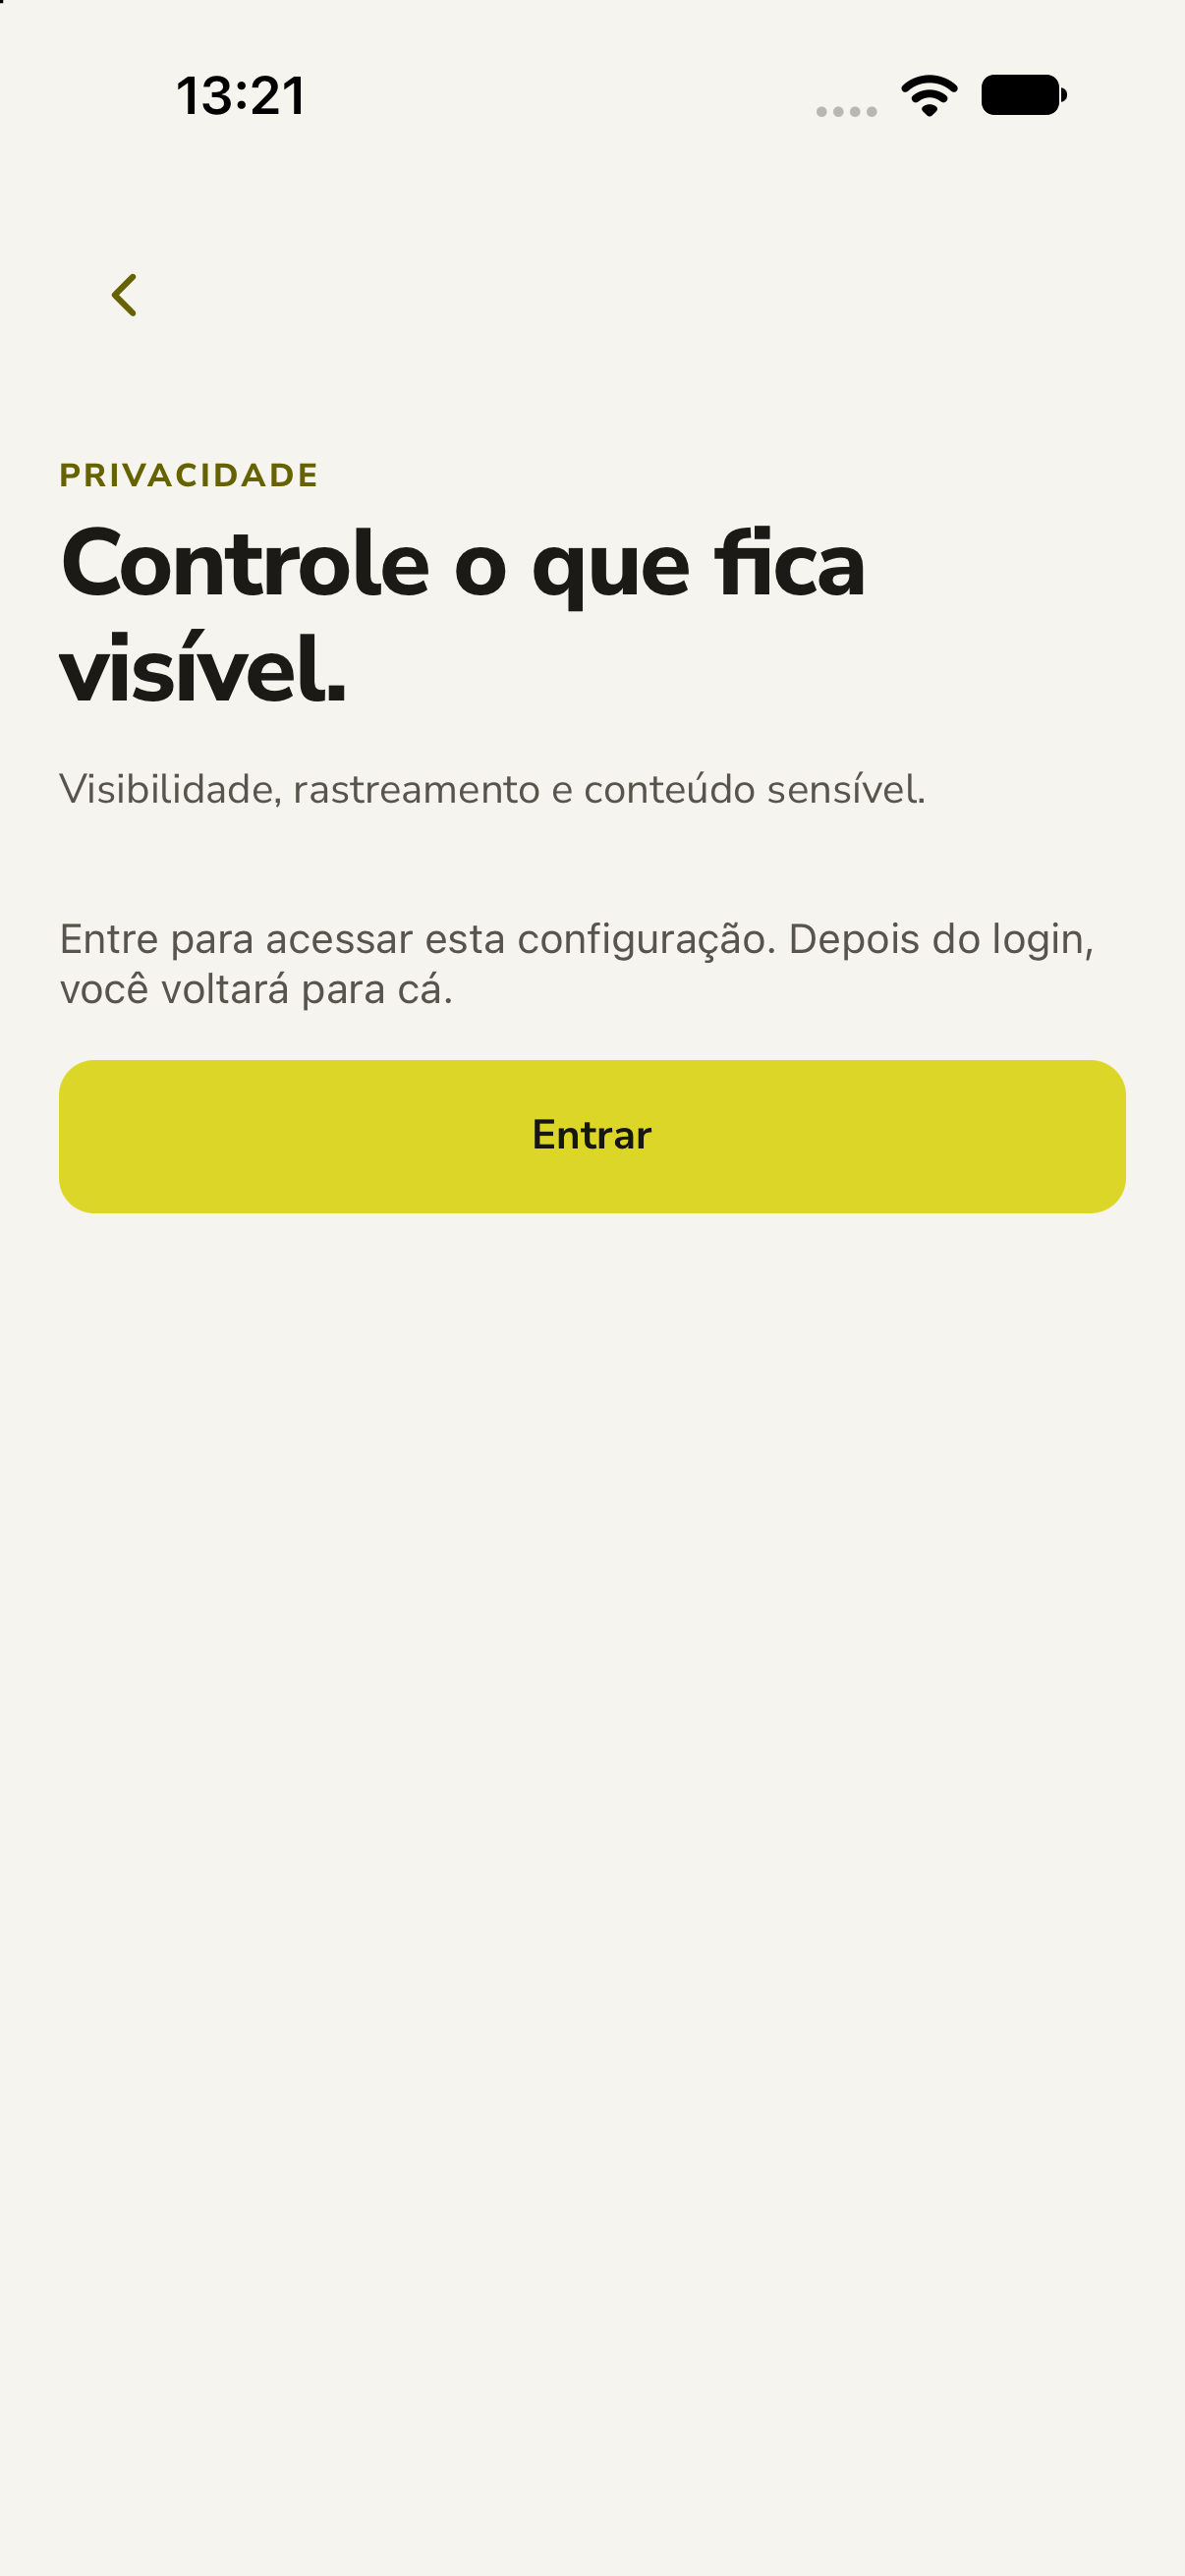 13:21
PRIVACIDADE
Controle o que fica
visível.
Visibilidade, rastreamento e conteúdo sensível.
Entre para acessar esta configuração. Depois do login,
você voltará para cá.
Entrar